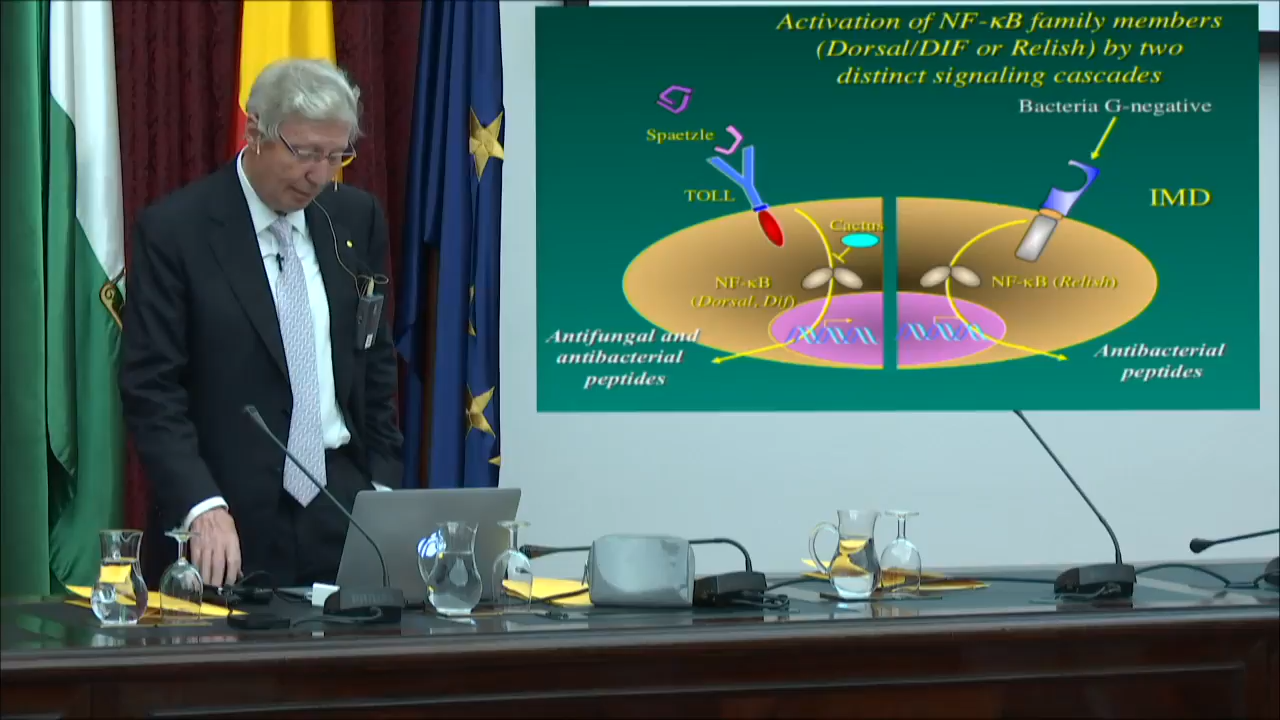 Activation of NF-κB family members
(Dorsal/DIF or Relish) by two
distinct signaling cascades
Bacteria G-negative
Spaetzle
TOLL
IMD
Cactus
NF-κB
(Dorsal, Dif)
NF-κB (Relish)
Antifungal and
antibacterial
peptides
Antibacterial
peptides